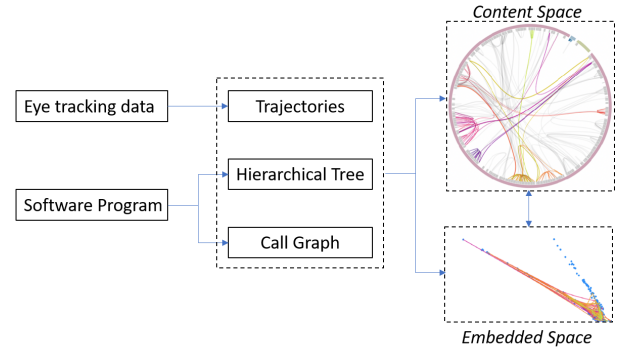 Content Space
Eye tracking data
Trajectories
Hierarchical Tree
Software Program
Call Graph
Embedded Space